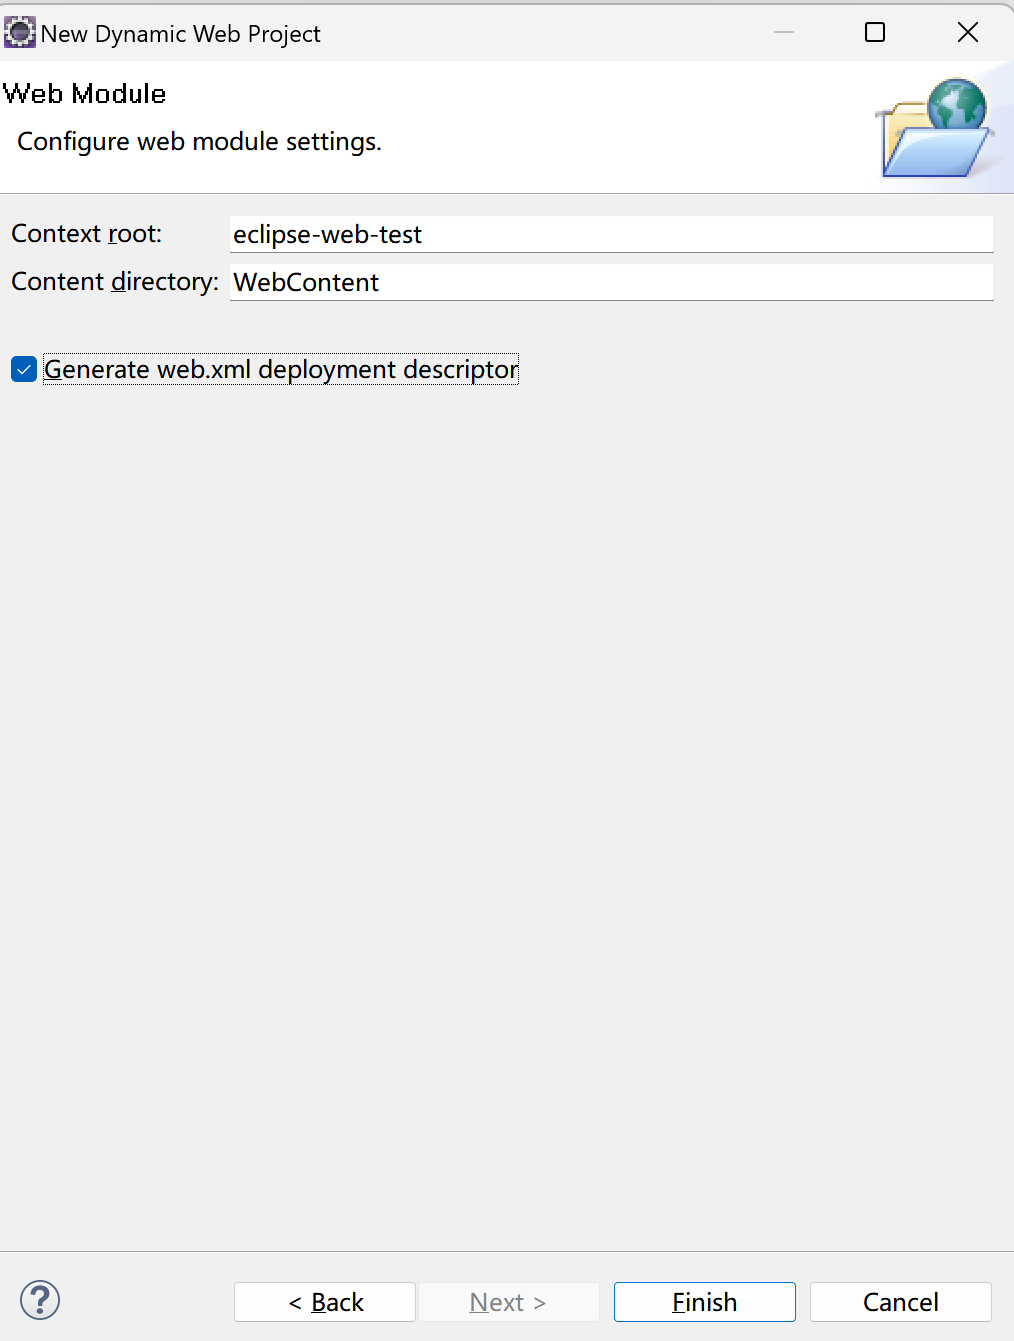 New Dynamic Web Project
Web Module
Configure web module settings.
Context root: eclipse-web-test
Content directory: WebContent
Generate web.xml deployment descriptor
?
< Back Next > Finish Cancel